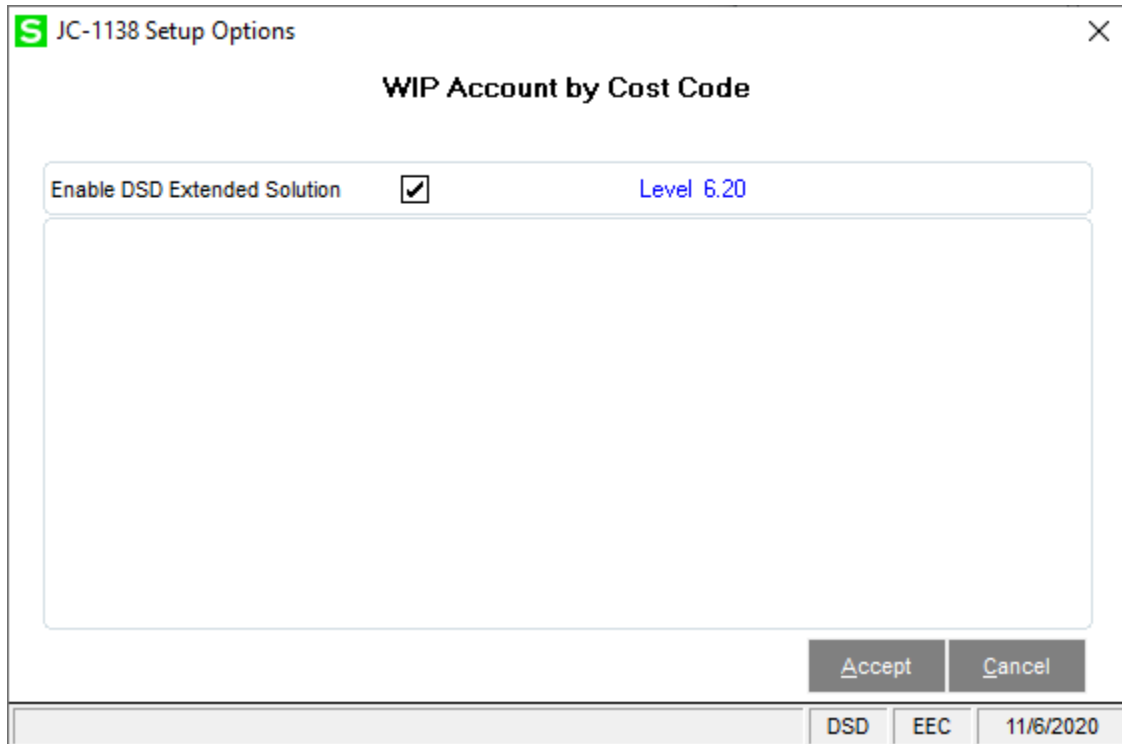 S JC-1138 Setup Options
WIP Account by Cost Code
Enable DSD Extended Solution Level 6.20
Accept Cancel
DSD EEC 11/6/2020